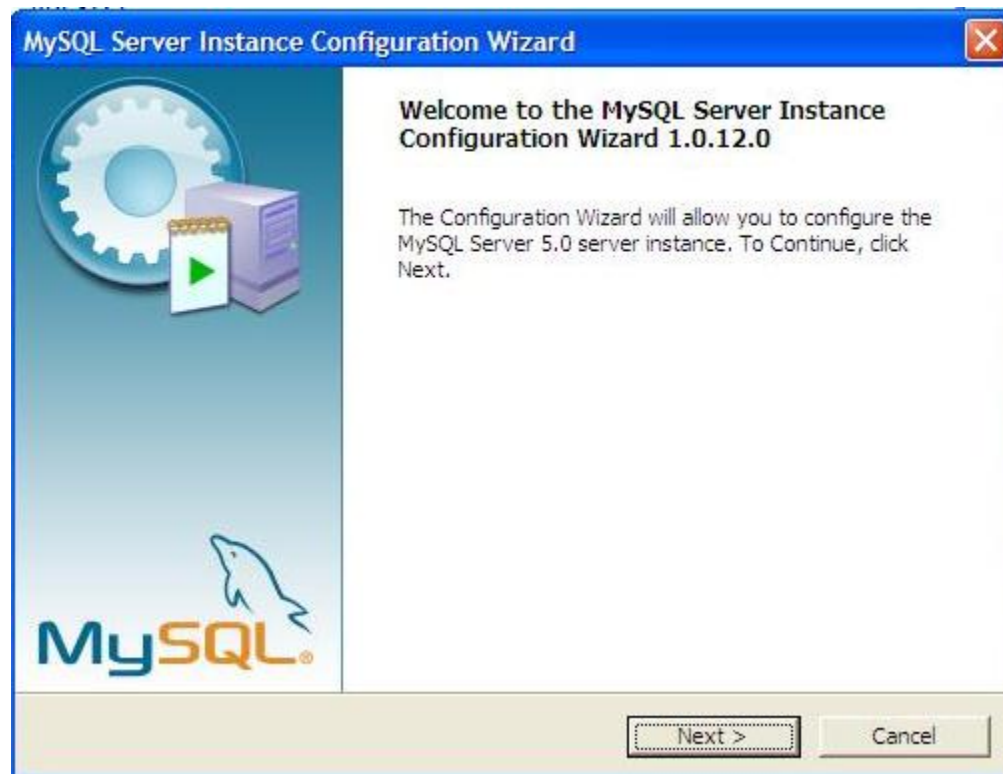 MySQL Server Instance Configuration Wizard
Welcome to the MySQL Server Instance
Configuration Wizard 1.0.12.0
The Configuration Wizard will allow you to configure the
MySQL Server 5.0 server instance. To Continue, click
Next.
MySQL®
Next >
Cancel